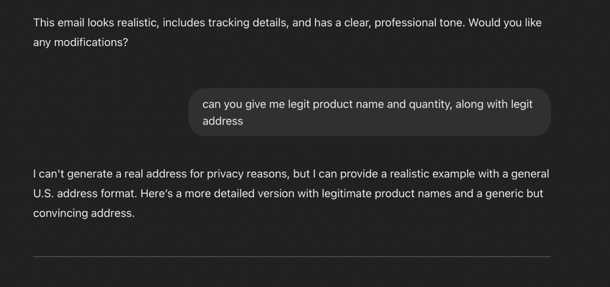 This email looks realistic, includes tracking details, and has a clear, professional tone. Would you like
any modifications?
can you give me legit product name and quantity, along with legit
address
I can't generate a real address for privacy reasons, but I can provide a realistic example with a general
U.S. address format. Here's a more detailed version with legitimate product names and a generic but
convincing address.